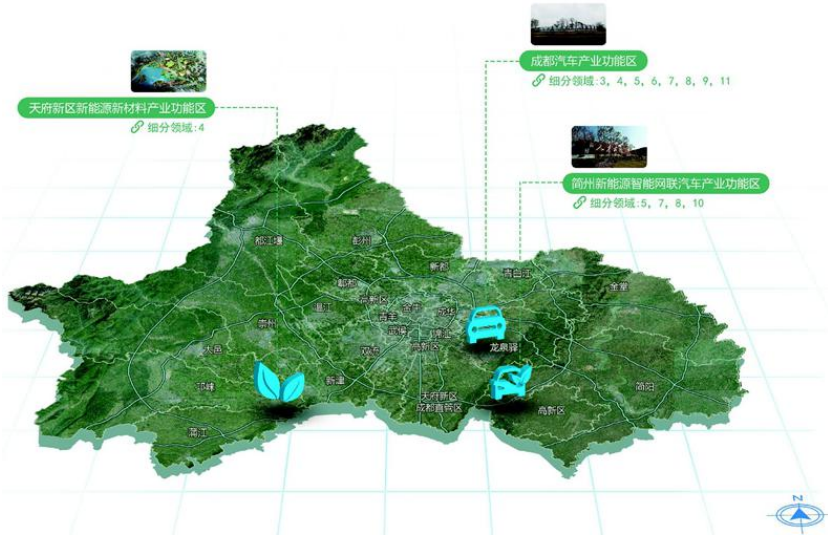 成都汽车产业功能区
细分领域:3, 4, 5, 6, 7, 8, 9, 11
天府新区新能源新材料产业功能区
细分领域:4
简州新能源智能网联汽车产业功能区
细分领域:5, 7, 8, 10
都江堰
彭州
新都
青白江
金堂
郫都
高新区
温江
青羊
金牛
成华
崇州
武侯
锦江
大邑
双流
高新区
龙泉驿
邛崃
新津
天府新区
成都直管区
高新区
简阳
蒲江
N